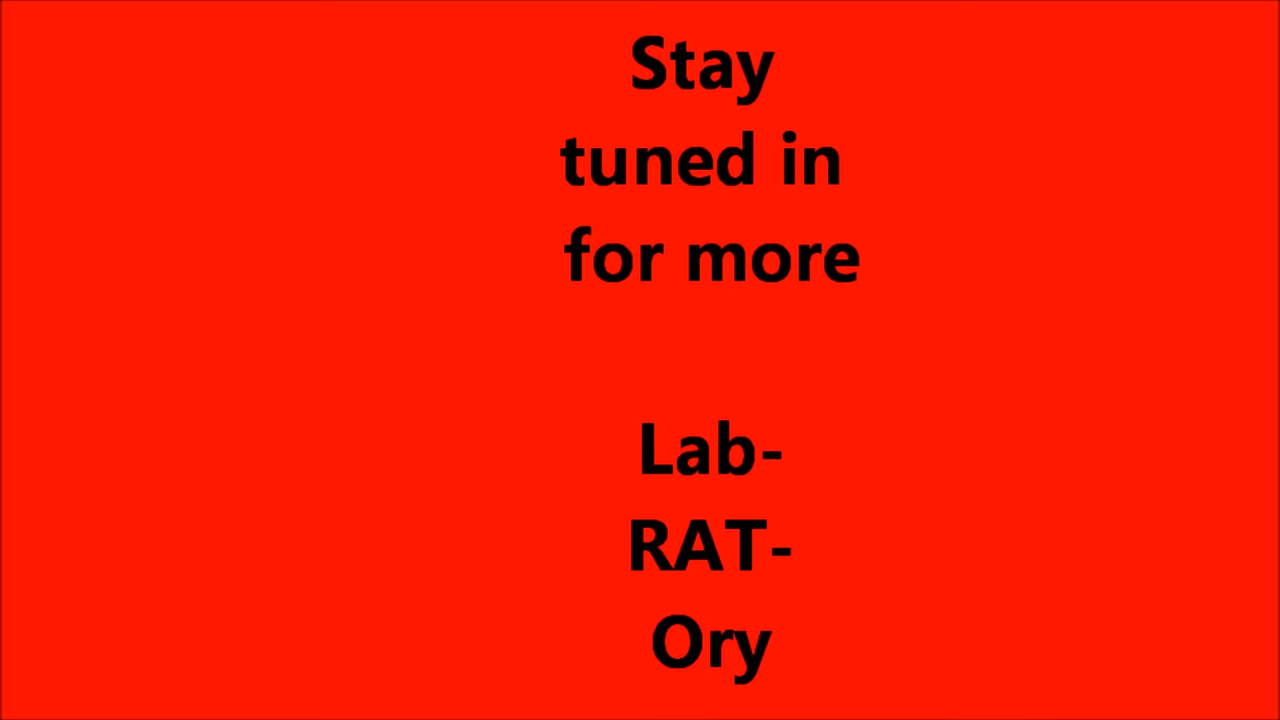 Stay
tuned in
for more
Lab-
RAT-
Ory